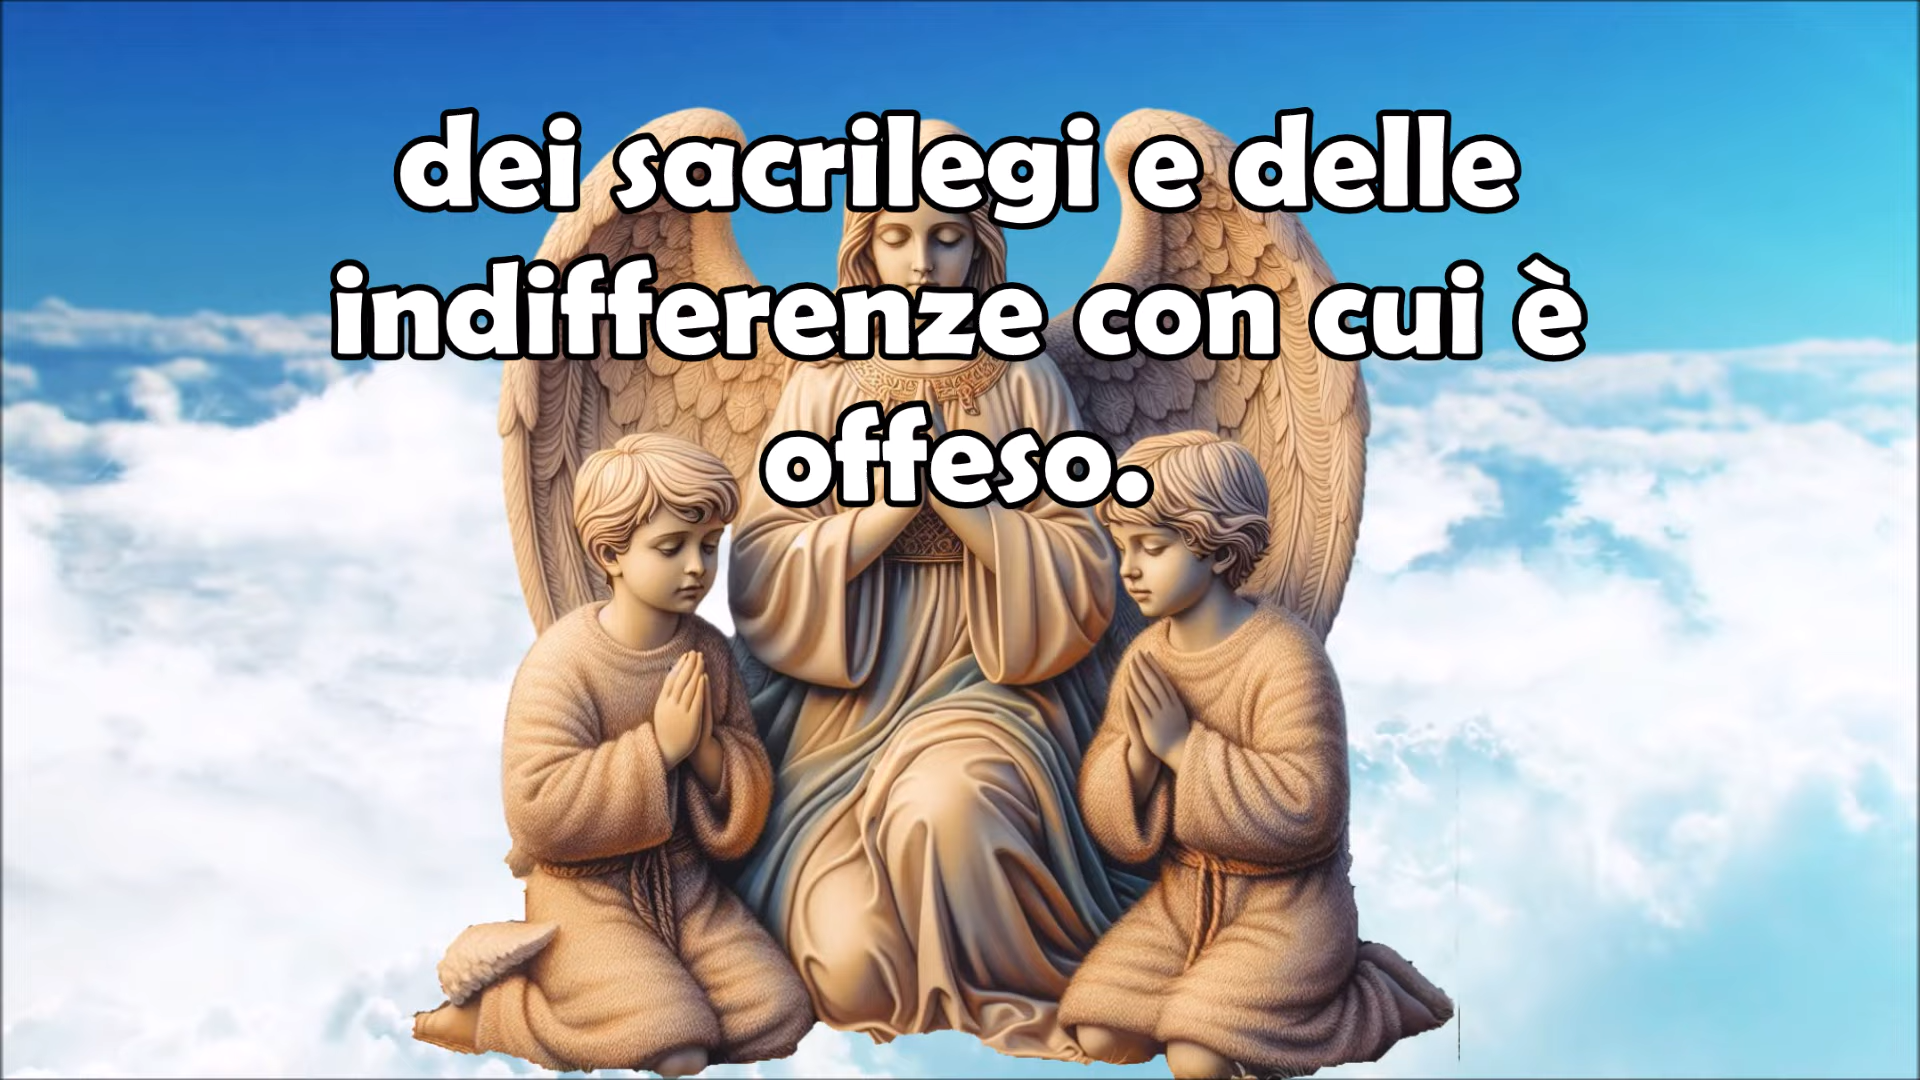 dei sacrilegi e delle
indifferenze con cui è
offeso.